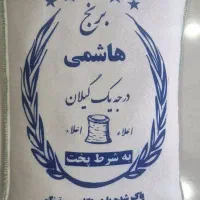 برنج
هاشمی
درجه یک گیلان
اعلاء اعلاء
به شرط پخت